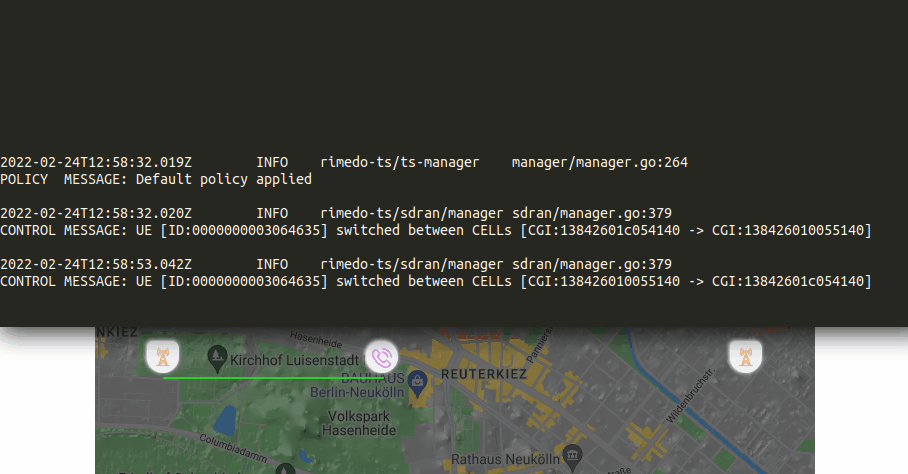 2022-02-24T12:58:32.019Z INFO rimedo-ts/ts-manager manager/manager.go:264
POLICY MESSAGE: Default policy applied
2022-02-24T12:58:32.020Z INFO rimedo-ts/sdran/manager sdran/manager.go:379
CONTROL MESSAGE: UE [ID:0000000003064635] switched between CELLs [CGI:13842601c054140 -> CGI:138426010055140]
2022-02-24T12:58:53.042Z INFO rimedo-ts/sdran/manager sdran/manager.go:379
CONTROL MESSAGE: UE [ID:0000000003064635] switched between CELLs [CGI:138426010055140 -> CGI:13842601c054140]
NKIEZ
Hasenheide
Kirchhof Luisenstadt
BAUHAUS
Berlin-Neukölln
REUTERKIEZ
Wildenbruchstr.
Volkspark
Hasenheide
Columbiadamm
Rathaus Neukölln